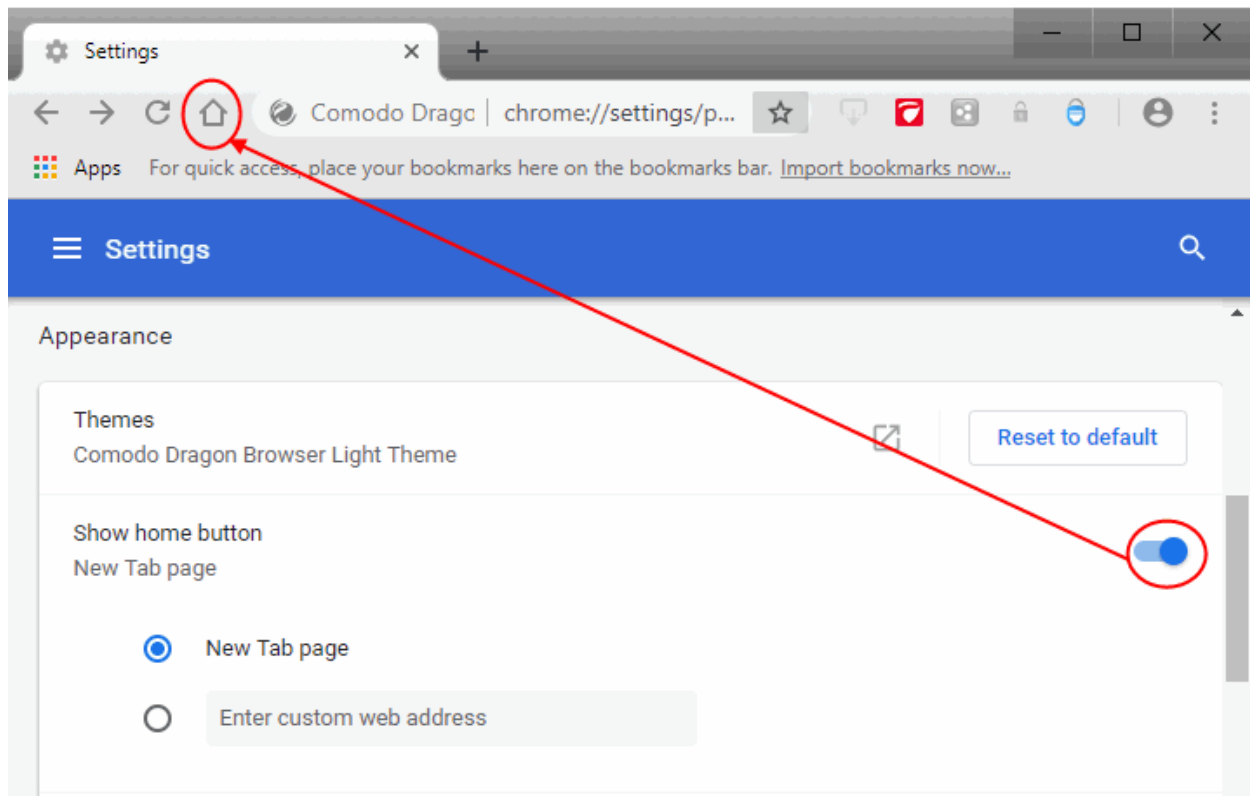 Settings
Comodo Drago chrome://settings/p...
Apps For quick access, place your bookmarks here on the bookmarks bar. Import bookmarks now...
Settings
Appearance
Themes
Comodo Dragon Browser Light Theme
Reset to default
Show home button
New Tab page
New Tab page
Enter custom web address